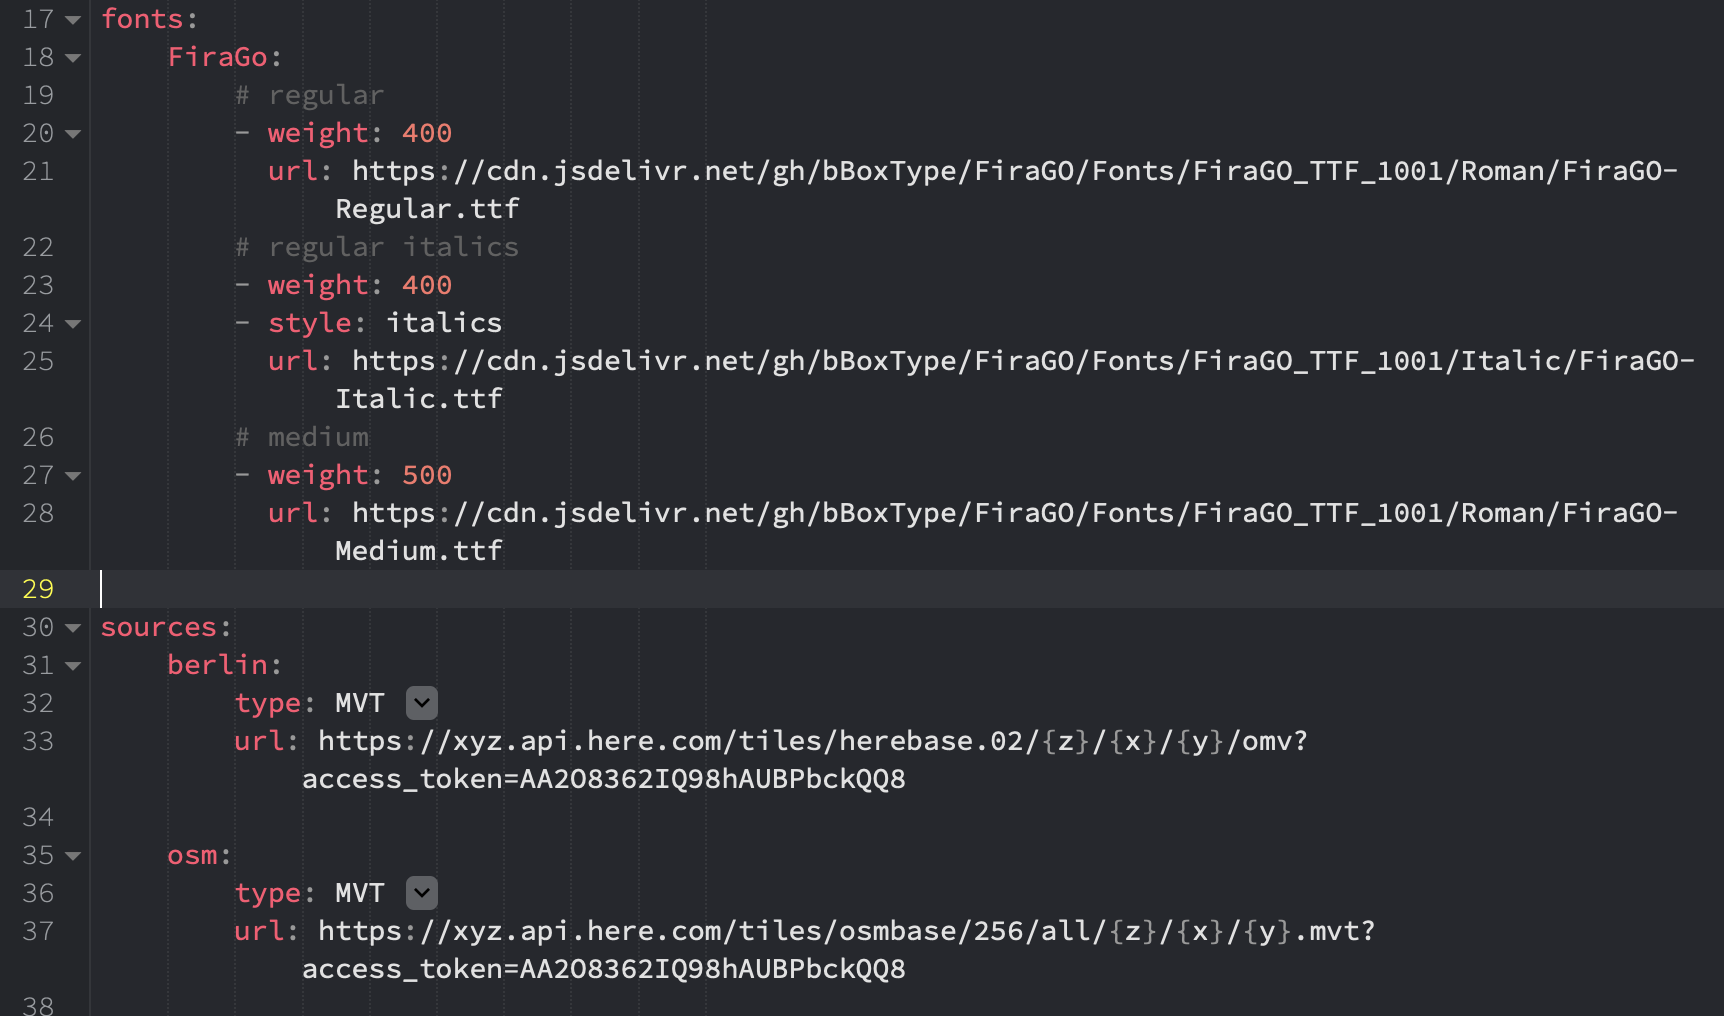 17 fonts:
18 FiraGo:
19 # regular
20 - weight: 400
21 url: https://cdn.jsdelivr.net/gh/bBoxType/FiraGO/Fonts/FiraGO_TTF_1001/Roman/FiraGO-
Regular.ttf
22 # regular italics
23 - weight: 400
24 - style: italics
25 url: https://cdn.jsdelivr.net/gh/bBoxType/FiraGO/Fonts/FiraGO_TTF_1001/Italic/FiraGO-
Italic.ttf
26 # medium
27 - weight: 500
28 url: https://cdn.jsdelivr.net/gh/bBoxType/FiraGO/Fonts/FiraGO_TTF_1001/Roman/FiraGO-
Medium.ttf
29
30 sources:
31 berlin:
32 type: MVT
33 url: https://xyz.api.here.com/tiles/herebase.02/{z}/{x}/{y}/omv?
access_token=AA2O8362IQ98hAUBPbckQQ8
34
35 osm:
36 type: MVT
37 url: https://xyz.api.here.com/tiles/osmbase/256/all/{z}/{x}/{y}.mvt?
access_token=AA2O8362IQ98hAUBPbckQQ8
38